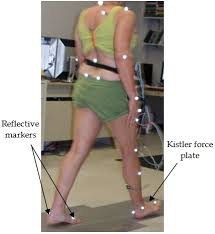 Reflective
markers
Kistler force
plate